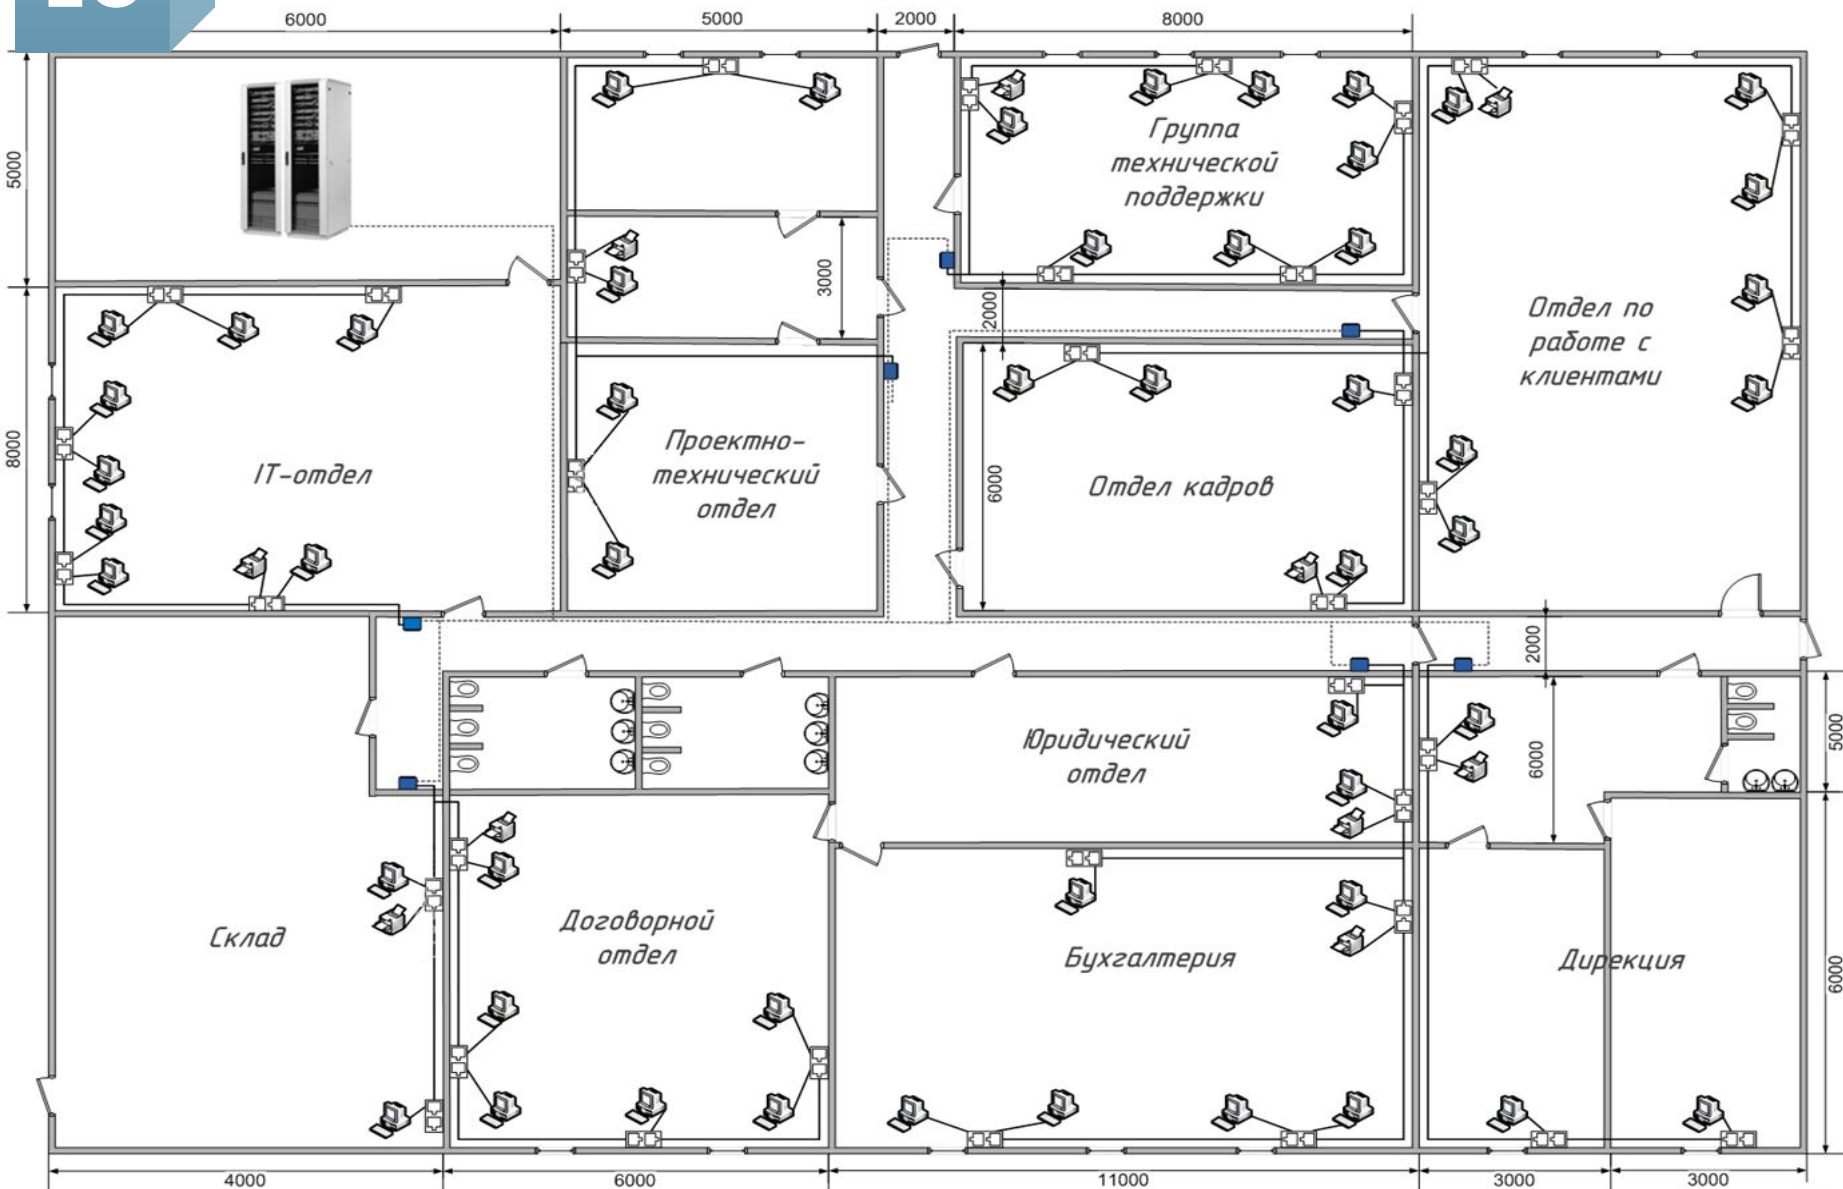 6000
5000
2000
8000
5000
Группа
технической
поддержки
3000
2000
Отдел по
работе с
клиентами
8000
IT-отдел
Проектно-
технический
отдел
6000
Отдел кадров
2000
Юридический
отдел
6000
5000
Склад
Договорной
отдел
Бухгалтерия
Дирекция
6000
4000
6000
11000
3000
3000